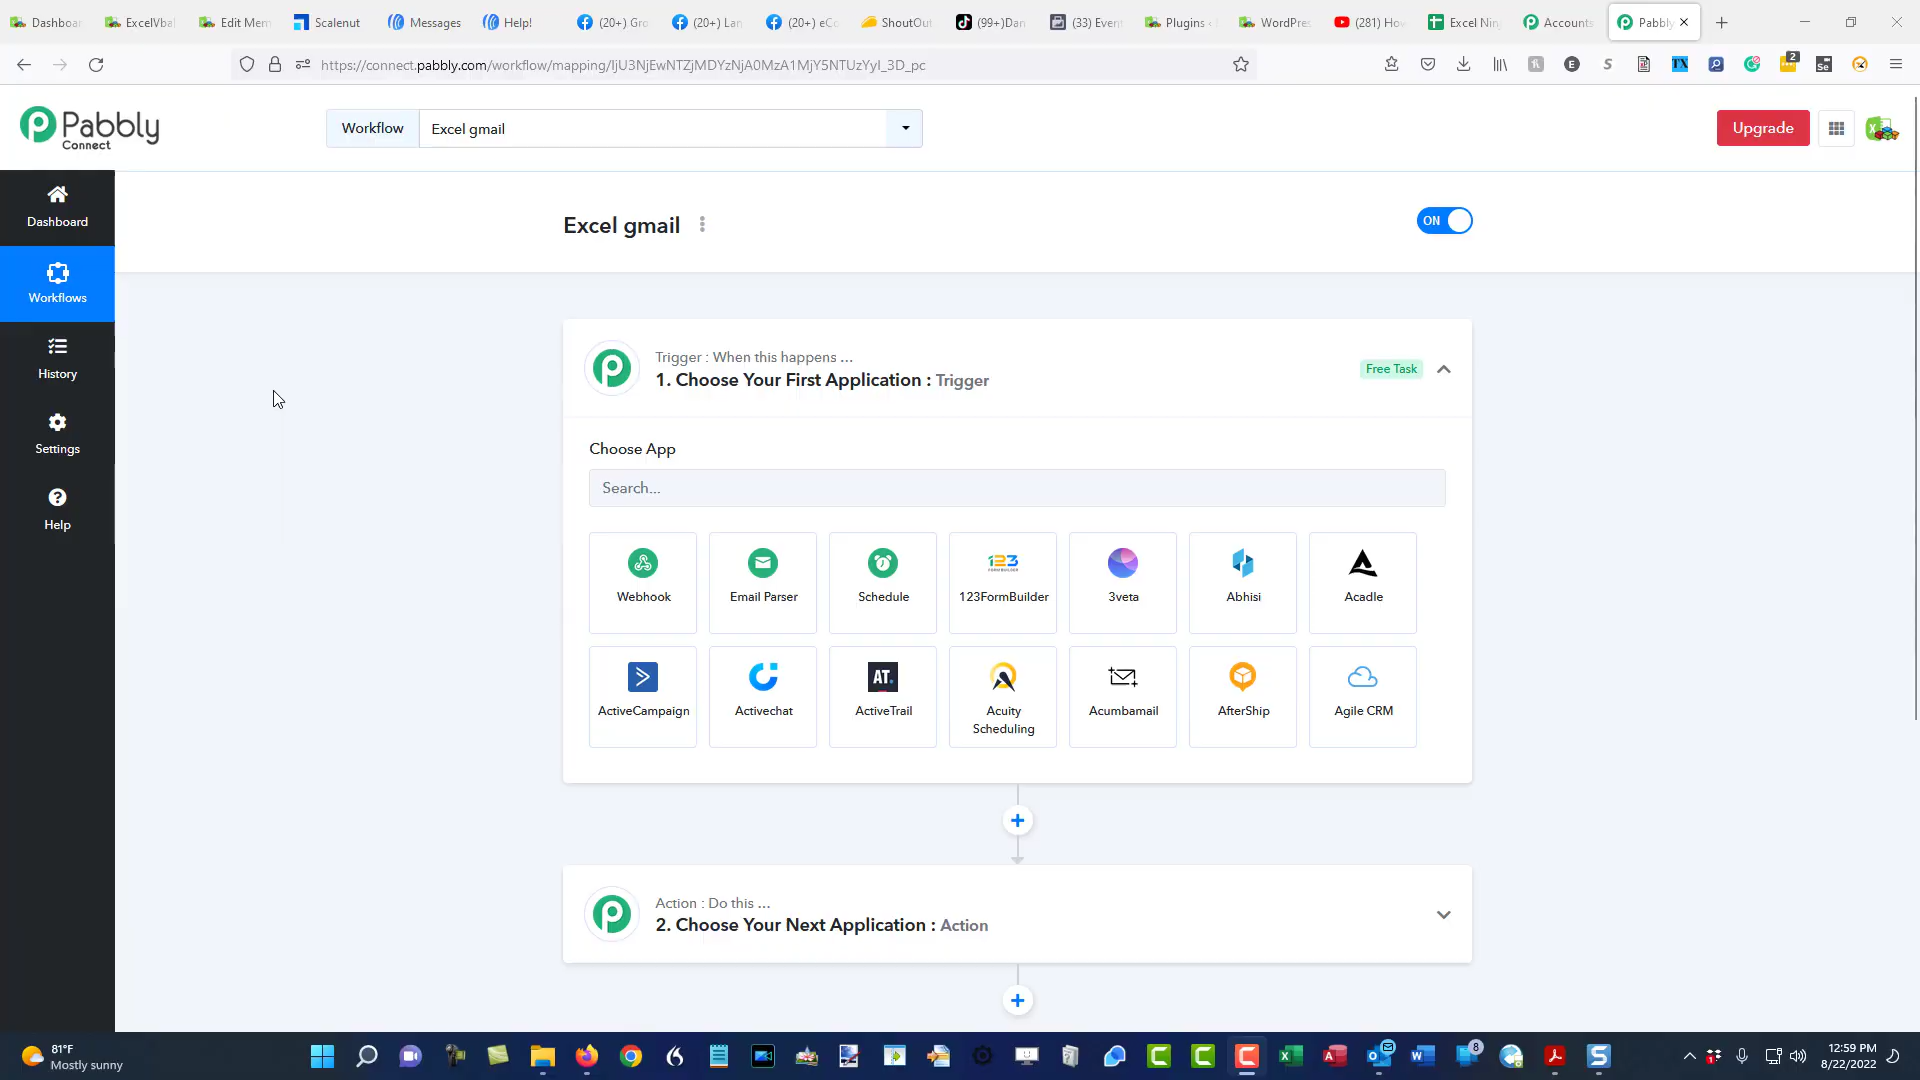 Dashboar
ExcelVba
Edit Mem
Scalenut
Messages
Help!
(20+) Gro
(20+) Lan
(20+) eCo
ShoutOut
(99+)Dan
(33) Event
Plugins ‹
WordPres
(281) How
Excel Nin
Accounts
Pabbly
https://connect.pabbly.com/workflow/mapping/IjU3NjEwNTZjMDYzNjA0MzA1MjY5NTUzYyI_3D_pc
2
Pabbly
Connect
Workflow
Excel gmail
Upgrade
Dashboard
Workflows
History
Settings
Help
Excel gmail
ON
Trigger : When this happens ...
1. Choose Your First Application : Trigger
Free Task
Choose App
Search...
Webhook
Email Parser
Schedule
123FormBuilder
3veta
Abhisi
Acadle
ActiveCampaign
Activechat
ActiveTrail
Acuity
Scheduling
Acumbamail
AfterShip
Agile CRM
Action : Do this ...
2. Choose Your Next Application : Action
81°F
Mostly sunny
8
12:59 PM
8/22/2022